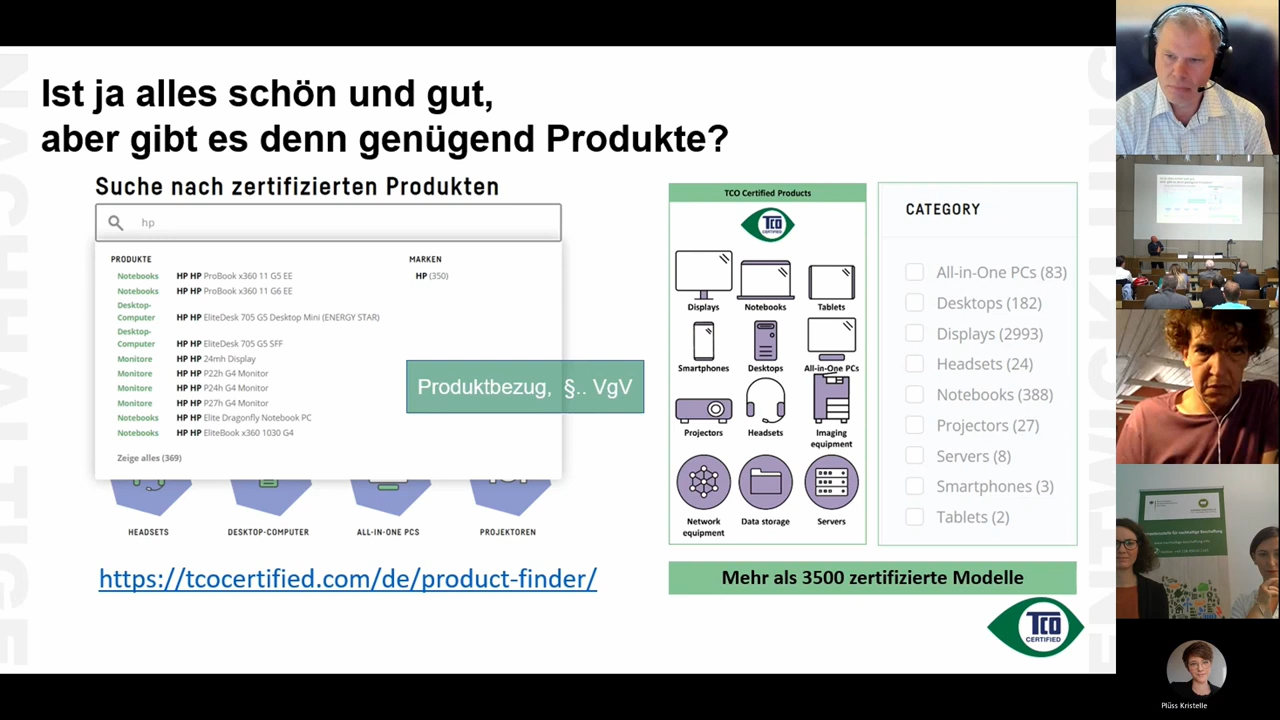 Ist ja alles schön und gut,
aber gibt es denn genügend Produkte?
Suche nach zertifizierten Produkten
hp
PRODUKTE
MARKEN
Notebooks HP HP ProBook x360 11 G5 EE
HP (350)
Notebooks HP HP ProBook x360 11 G6 EE
Desktop-
Computer HP HP EliteDesk 705 G5 Desktop Mini (ENERGY STAR)
Desktop-
Computer HP HP EliteDesk 705 G5 SFF
Monitore HP HP 24mh Display
Monitore HP HP P22h G4 Monitor
Monitore HP HP P24h G4 Monitor
Monitore HP HP P27h G4 Monitor
Notebooks HP HP Elite Dragonfly Notebook PC
Notebooks HP HP EliteBook x360 1030 G4
Zeige alles (369)
Produktbezug, §.. VgV
HEADSETS
DESKTOP-COMPUTER
ALL-IN-ONE PCS
PROJEKTOREN
https://tcocertified.com/de/product-finder/
TCO Certified Products
TCO
CERTIFIED
Displays
Notebooks
Tablets
Smartphones
Desktops
All-in-One PCs
Projectors
Headsets
Imaging
equipment
Network
equipment
Data storage
Servers
CATEGORY
All-in-One PCs (83)
Desktops (182)
Displays (2993)
Headsets (24)
Notebooks (388)
Projectors (27)
Servers (8)
Smartphones (3)
Tablets (2)
Mehr als 3500 zertifizierte Modelle
TCO
CERTIFIED
Plüss Kristelle